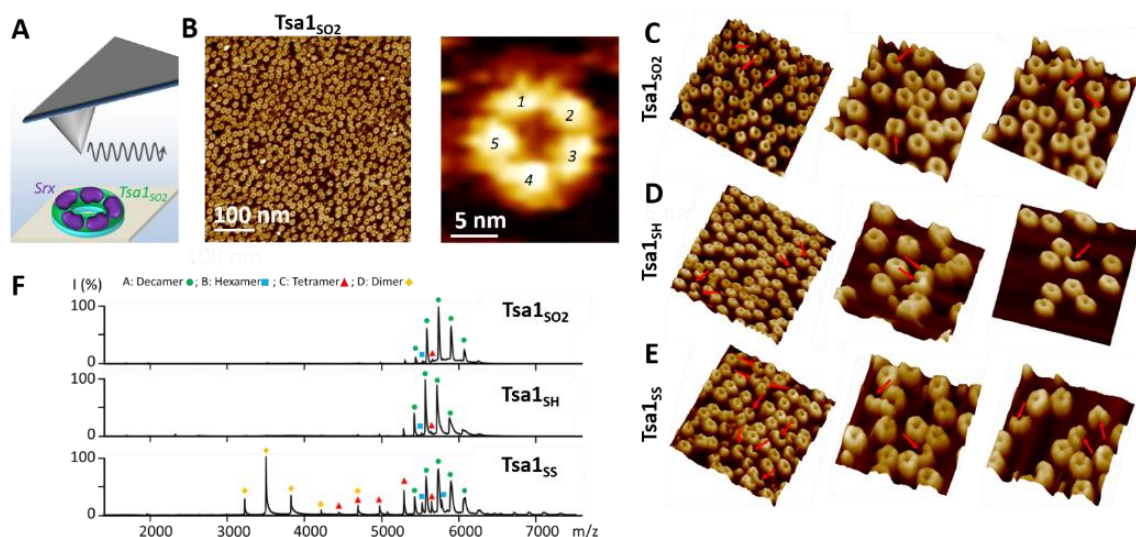 A
Srx
Tsa1SO2
B
Tsa1SO2
100 nm
1
2
3
4
5
5 nm
C
Tsa1SO2
D
Tsa1SH
E
Tsa1SS
F
I (%)
A: Decamer ; B: Hexamer ; C: Tetramer ; D: Dimer
100
0
Tsa1SO2
100
0
Tsa1SH
100
0
Tsa1SS
2000 3000 4000 5000 6000 7000 m/z